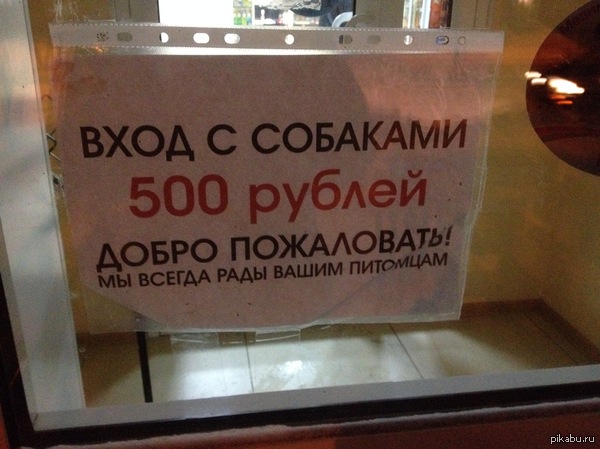 ВХОД С СОБАКАМИ
500 рублей
ДОБРО ПОЖАЛОВАТЬ!
МЫ ВСЕГДА РАДЫ ВАШИМ ПИТОМЦАМ
pikabu.ru